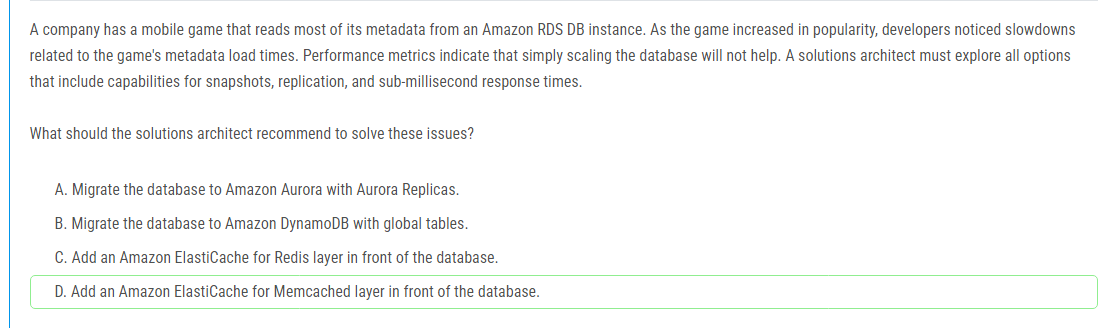 A company has a mobile game that reads most of its metadata from an Amazon RDS DB instance. As the game increased in popularity, developers noticed slowdowns
related to the game's metadata load times. Performance metrics indicate that simply scaling the database will not help. A solutions architect must explore all options
that include capabilities for snapshots, replication, and sub-millisecond response times.
What should the solutions architect recommend to solve these issues?
A. Migrate the database to Amazon Aurora with Aurora Replicas.
B. Migrate the database to Amazon DynamoDB with global tables.
C. Add an Amazon ElastiCache for Redis layer in front of the database.
D. Add an Amazon ElastiCache for Memcached layer in front of the database.